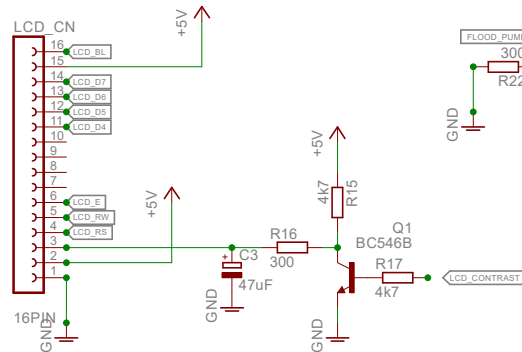 LCD_CN
+5V
16
LCD_BL
15
14
LCD_D7
13
LCD_D6
12
LCD_D5
11
LCD_D4
10
9
8
7
6
LCD_E
5
LCD_RW
4
LCD_RS
3
2
1
+5V
16PIN
GND
C3
47uF
GND
R16
300
+5V
4k7
R15
Q1
BC546B
R17
4k7
LCD_CONTRAST
GND
FLOOD_PUM
300
R22
GND